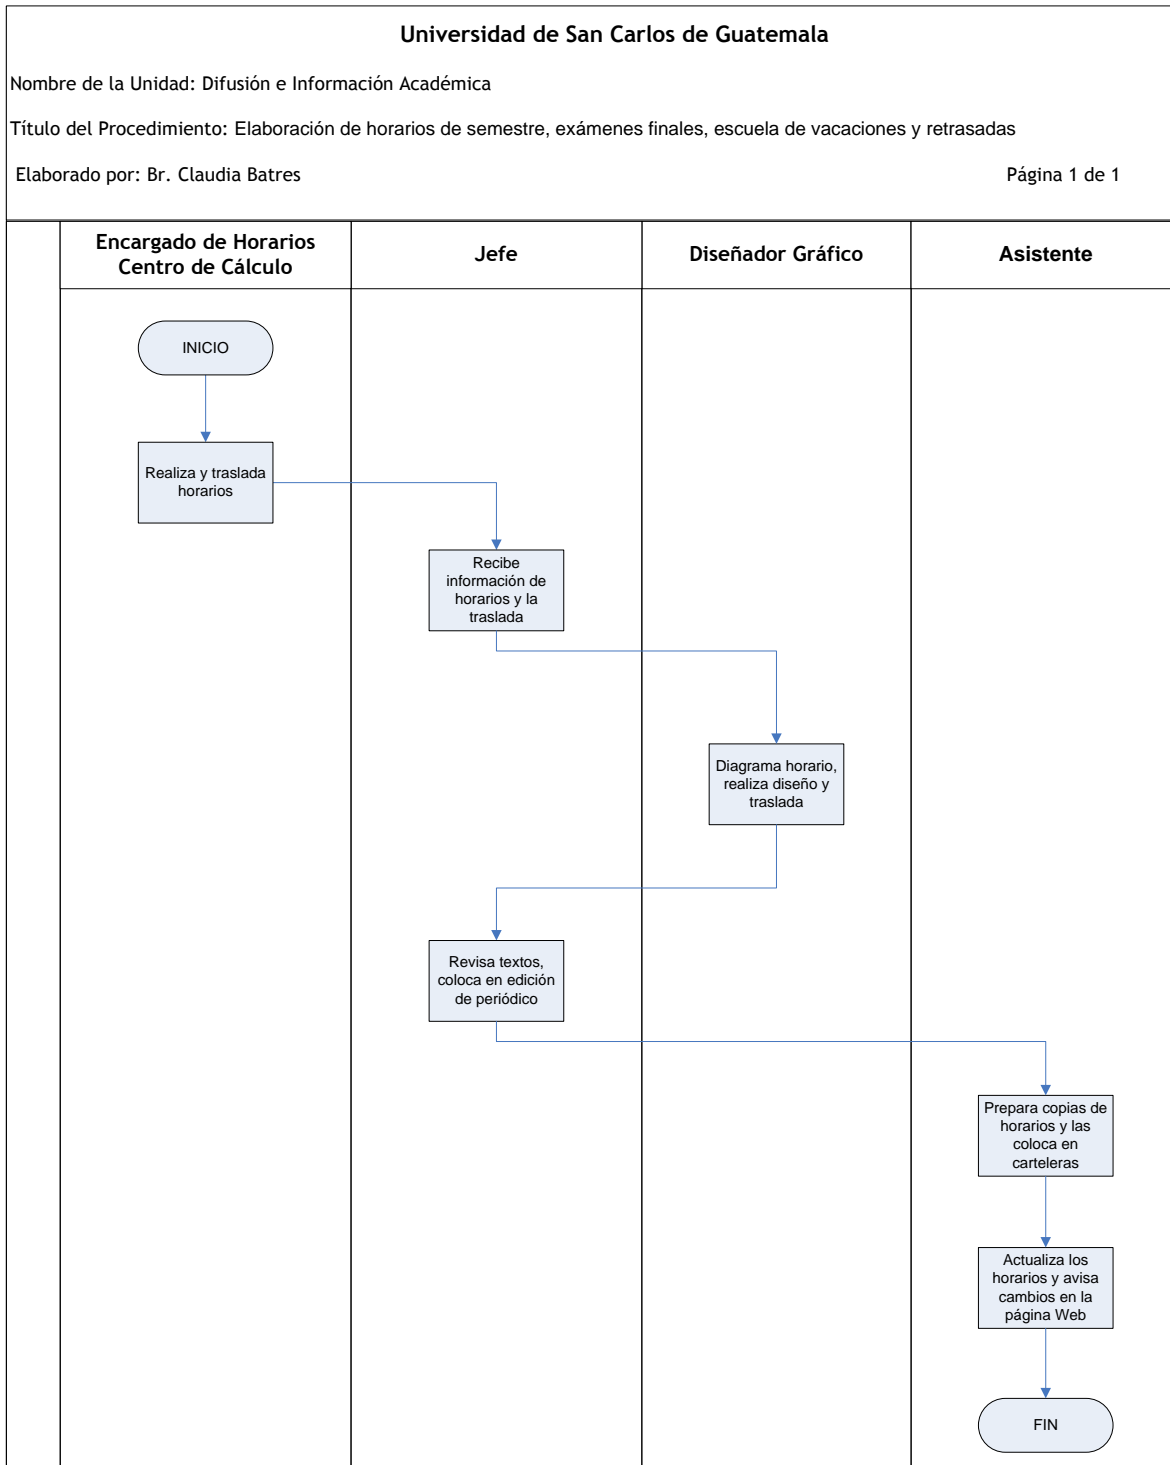 Universidad de San Carlos de Guatemala
Nombre de la Unidad: Difusión e Información Académica
Título del Procedimiento: Elaboración de horarios de semestre, exámenes finales, escuela de vacaciones y retrasadas
Elaborado por: Br. Claudia Batres
Página 1 de 1
Encargado de Horarios
Centro de Cálculo
Jefe
Diseñador Gráfico
Asistente
INICIO
Realiza y traslada
horarios
Recibe
información de
horarios y la
traslada
Diagrama horario,
realiza diseño y
traslada
Revisa textos,
coloca en edición
de periódico
Prepara copias de
horarios y las
coloca en
carteleras
Actualiza los
horarios y avisa
cambios en la
página Web
FIN